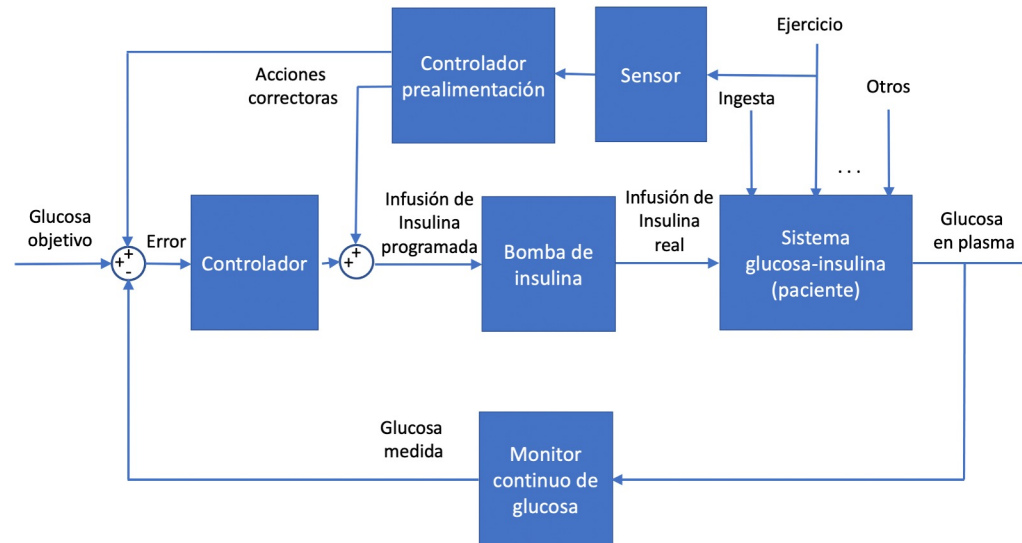 Ejercicio
Controlador
prealimentación
Sensor
Acciones
correctoras
Ingesta
Otros
...
Glucosa
objetivo
Error
+
+
-
Controlador
+
+
Infusión de
Insulina
programada
Bomba de
insulina
Infusión de
Insulina
real
Sistema
glucosa-insulina
(paciente)
Glucosa
en plasma
Glucosa
medida
Monitor
continuo de
glucosa